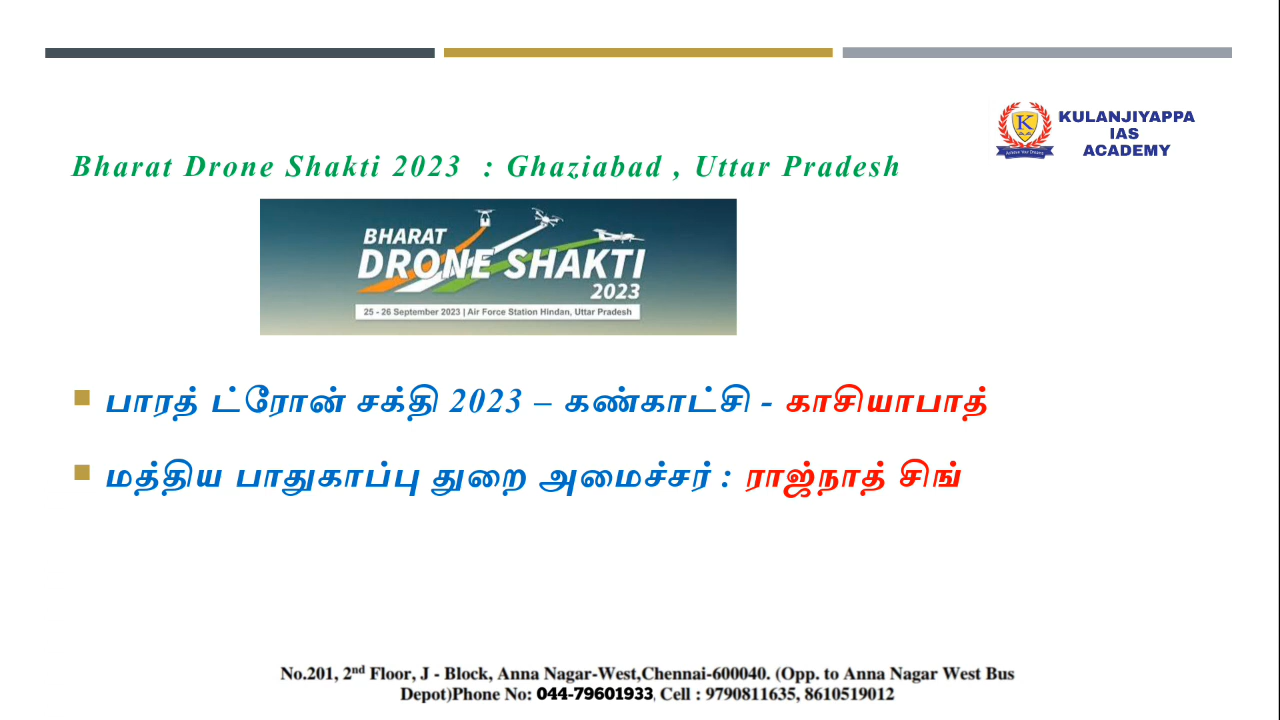 KULANJIYAPPA
IAS
ACADEMY
Bharat Drone Shakti 2023 : Ghaziabad , Uttar Pradesh
BHARAT
DRONE SHAKTI
2023
25 - 26 September 2023 | Air Force Station Hindan, Uttar Pradesh
பாரத் ட்ரோன் சக்தி 2023 – கண்காட்சி - காசியாபாத்
மத்திய பாதுகாப்பு துறை அமைச்சர் : ராஜ்நாத் சிங்
No.201, 2nd Floor, J - Block, Anna Nagar-West,Chennai-600040. (Opp. to Anna Nagar West Bus
Depot)Phone No: 044-79601933, Cell : 9790811635, 8610519012